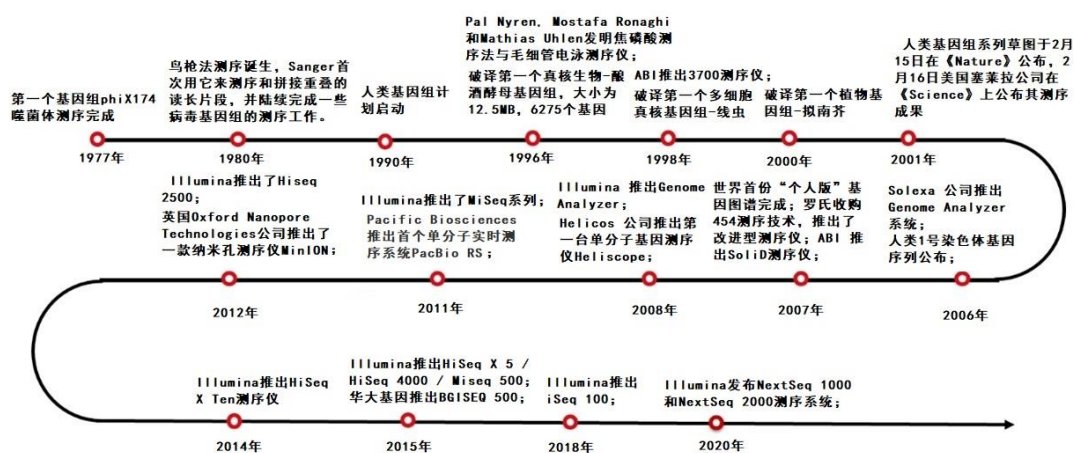 第一个基因组phiX174
噬菌体测序完成
1977年
鸟枪法测序诞生，Sanger首
次用它来测序和拼接重叠的
读长片段，并陆续完成一些
病毒基因组的测序工作。
1980年
人类基因组计
划启动
1990年
Pal Nyren, Mostafa Ronaghi
和Mathias Uhlen发明焦磷酸测
序法与毛细管电泳测序仪；
破译第一个真核生物-酿
酒酵母基因组，大小为
12.5MB，6275个基因
1996年
ABI推出3700测序仪；
破译第一个多细胞
真核基因组-线虫
1998年
破译第一个植物基
因组-拟南芥
2000年
人类基因组系列草图于2月
15日在《Nature》公布，2
月16日美国塞莱拉公司在
《Science》上公布其测序
成果
2001年
Illumina推出了Hiseq
2500；
英国Oxford Nanopore
Technologies公司推出了
一款纳米孔测序仪MinION；
2012年
Illumina推出了MiSeq系列；
Pacific Biosciences
推出首个单分子实时测
序系统PacBio RS；
2011年
Illumina 推出Genome
Analyzer；
Helicos 公司推出第
一台单分子基因测序
仪Heliscope；
2008年
世界首份“个人版”基
因图谱完成；罗氏收购
454测序技术，推出了
改进型测序仪；ABI 推
出SoliD测序仪；
2007年
Solexa 公司推出
Genome Analyzer
系统；
人类1号染色体基因
序列公布；
2006年
Illumina推出HiSeq
X Ten测序仪
2014年
Illumina推出HiSeq X 5 /
HiSeq 4000 / Miseq 500；
华大基因推出BGISEQ 500；
2015年
Illumina推出
iSeq 100；
2018年
Illumina发布NextSeq 1000
和NextSeq 2000测序系统；
2020年